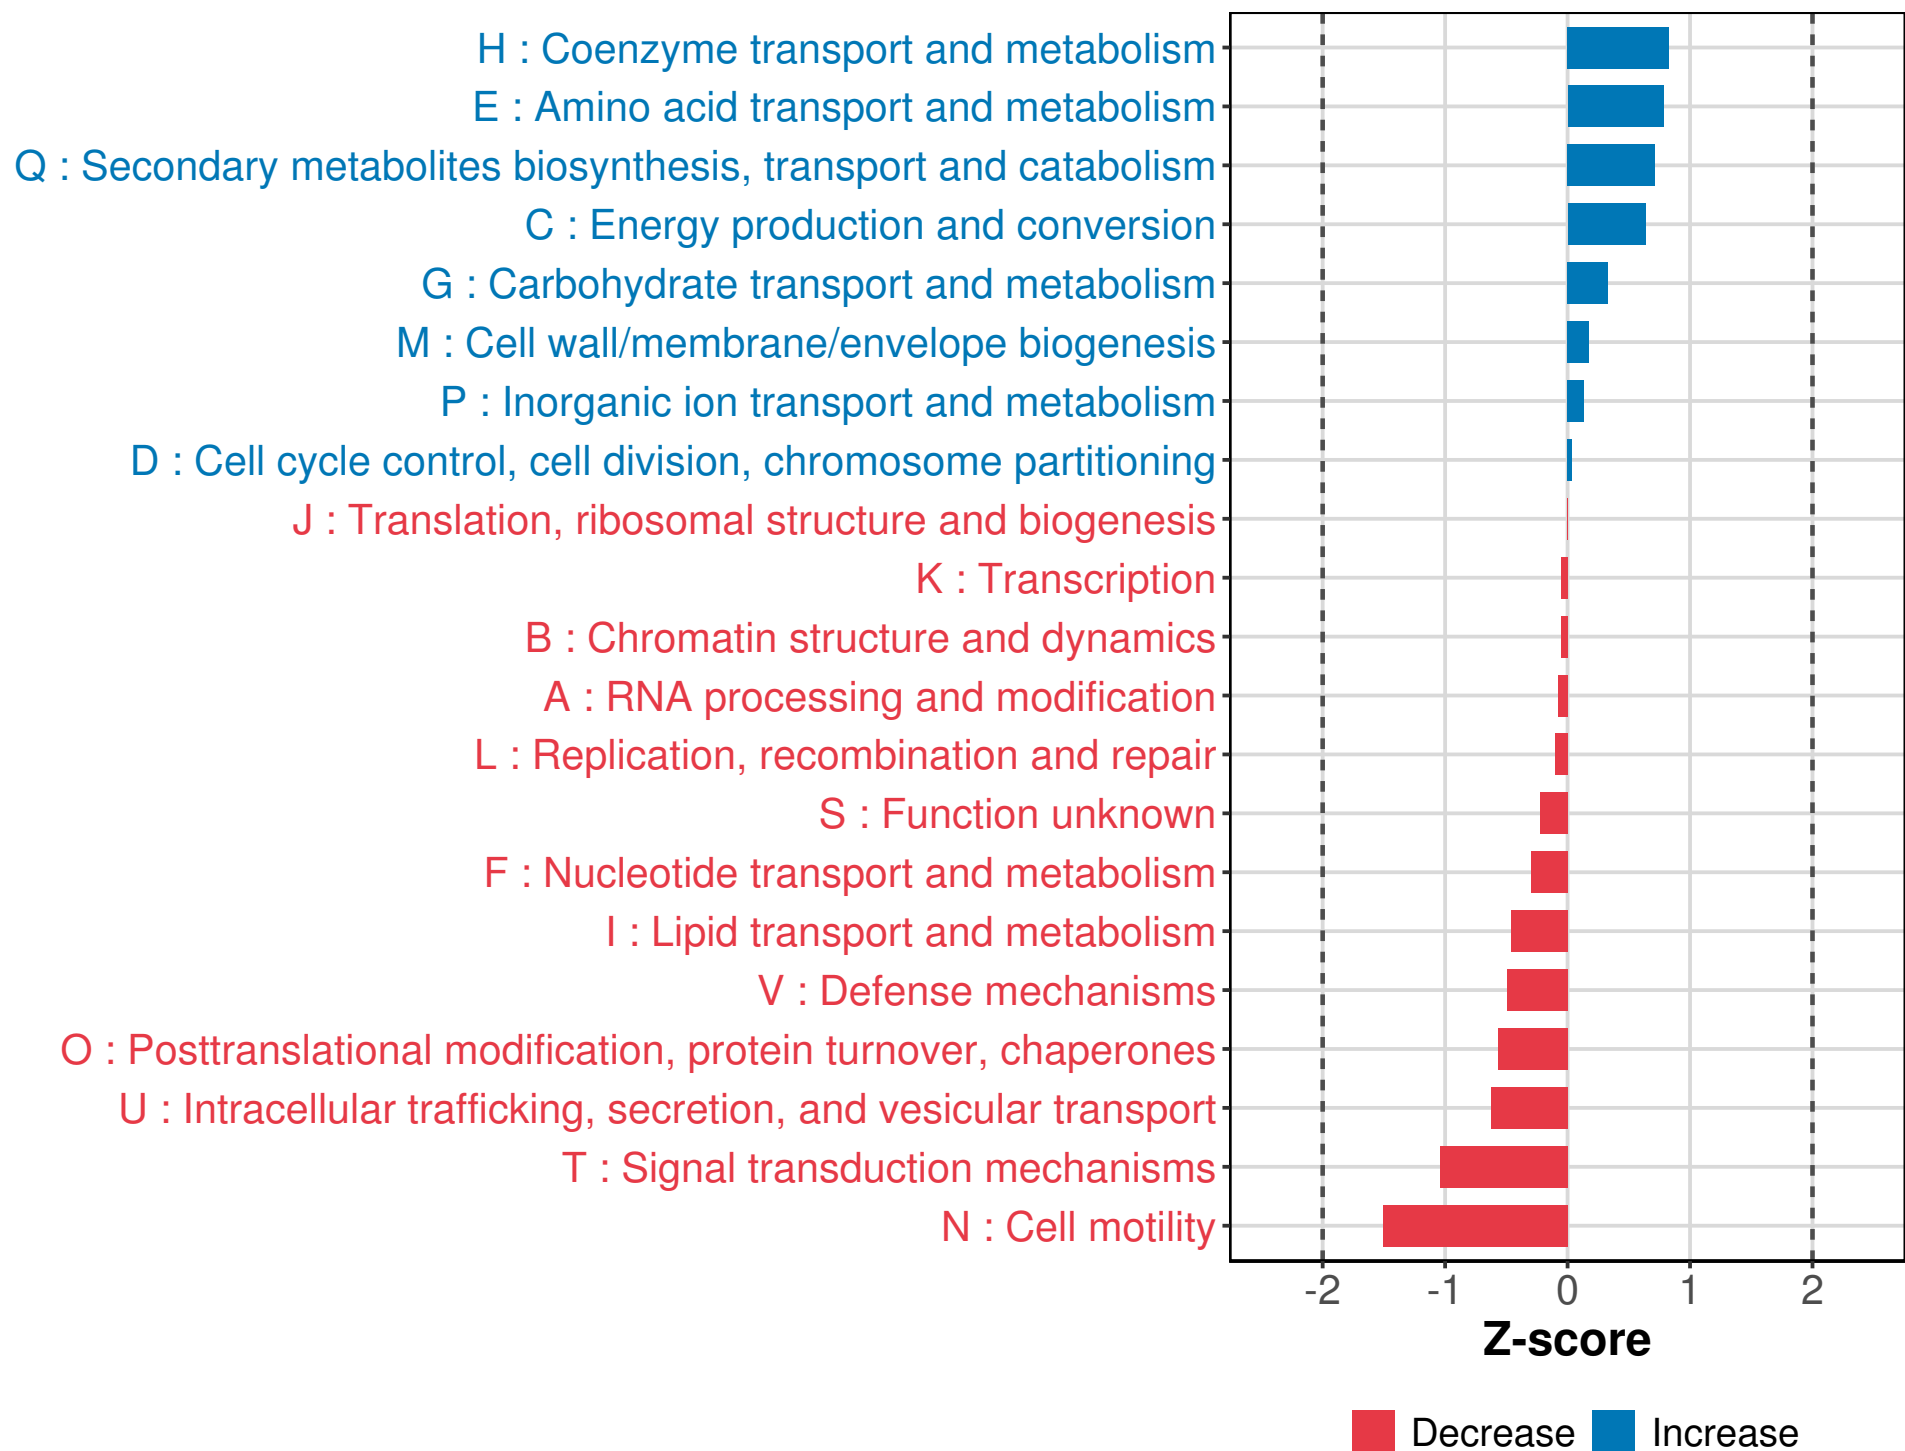 H : Coenzyme transport and metabolism
E : Amino acid transport and metabolism
Q : Secondary metabolites biosynthesis, transport and catabolism
C : Energy production and conversion
G : Carbohydrate transport and metabolism
M : Cell wall/membrane/envelope biogenesis
P : Inorganic ion transport and metabolism
D : Cell cycle control, cell division, chromosome partitioning
J : Translation, ribosomal structure and biogenesis
K : Transcription
B : Chromatin structure and dynamics
A : RNA processing and modification
L : Replication, recombination and repair
S : Function unknown
F : Nucleotide transport and metabolism
I : Lipid transport and metabolism
V : Defense mechanisms
O : Posttranslational modification, protein turnover, chaperones
U : Intracellular trafficking, secretion, and vesicular transport
T : Signal transduction mechanisms
N : Cell motility
-2 -1 0 1 2
Z-score
Decrease Increase